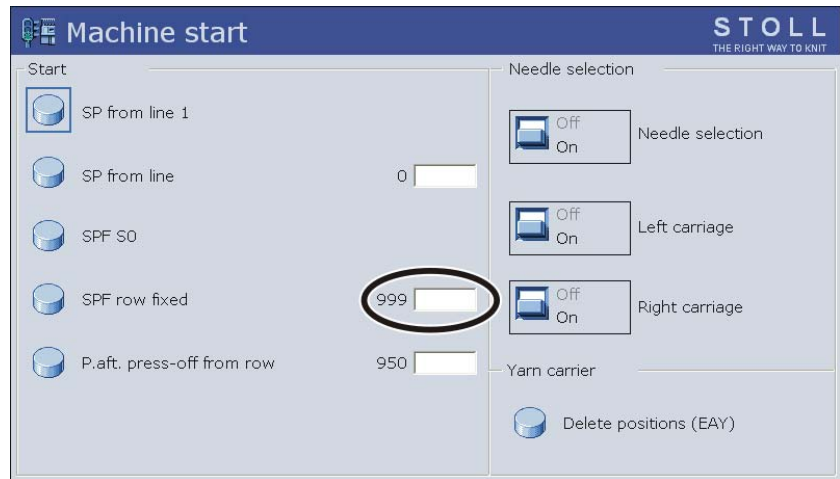 Machine start
STOLL
THE RIGHT WAY TO KNIT
Start
SP from line 1
SP from line 0
SPF S0
SPF row fixed 999
P.aft. press-off from row 950
Needle selection
Off
On
Needle selection
Off
On
Left carriage
Off
On
Right carriage
Yarn carrier
Delete positions (EAY)